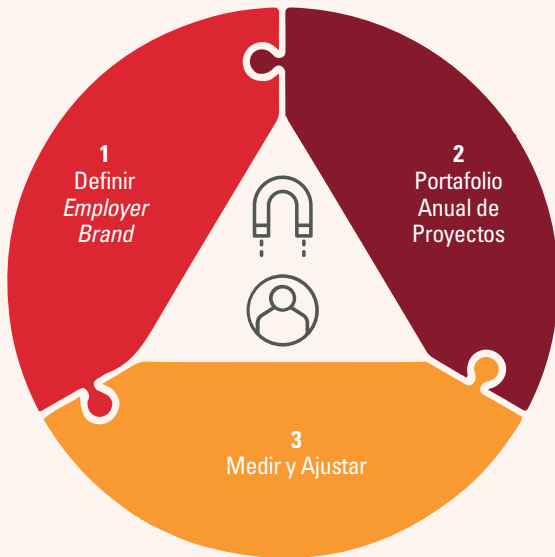 1
Definir
Employer
Brand
2
Portafolio
Anual de
Proyectos
3
Medir y Ajustar